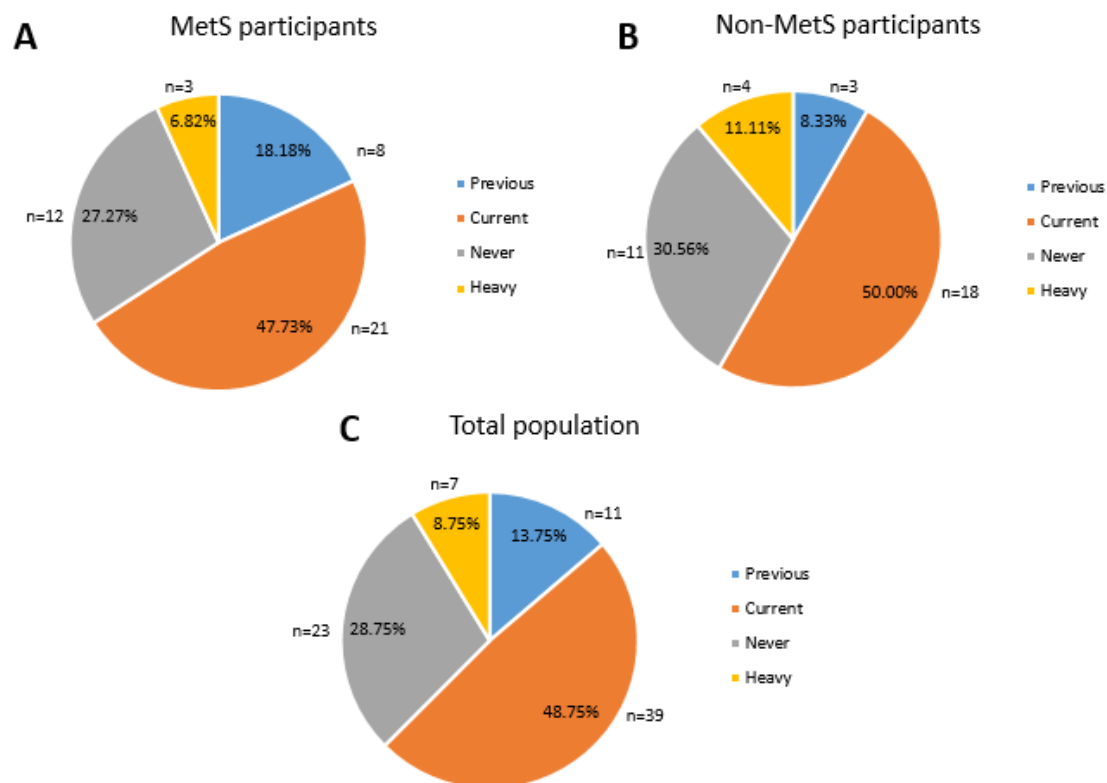 A
MetS participants
n=3
6.82%
18.18%
n=8
n=12
27.27%
47.73%
n=21
Previous
Current
Never
Heavy
B
Non-MetS participants
n=4
n=3
11.11%
8.33%
n=11
30.56%
50.00%
n=18
Previous
Current
Never
Heavy
C
Total population
n=7
8.75%
13.75%
n=11
n=23
28.75%
48.75%
n=39
Previous
Current
Never
Heavy